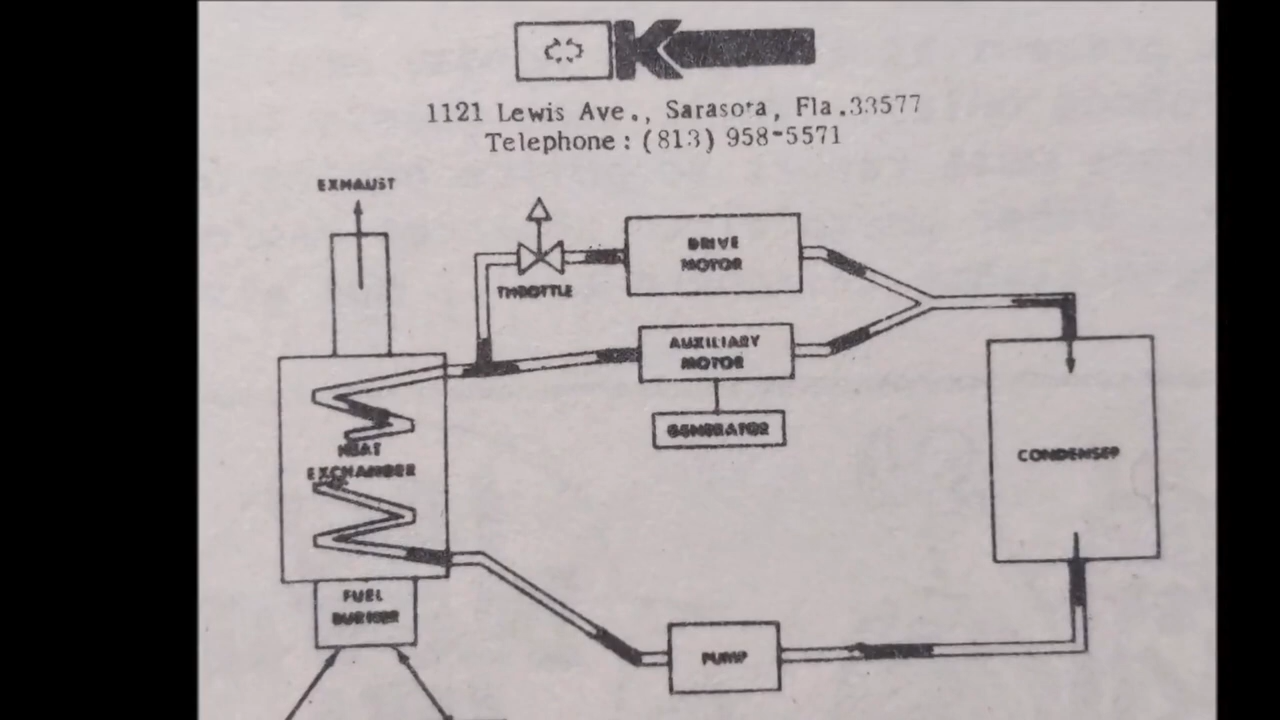 K
1121 Lewis Ave., Sarasota, Fla.33577
Telephone: (813) 958-5571
EXHAUST
DRIVE
MOTOR
THROTTLE
AUXILIARY
MOTOR
GENERATOR
CONDENSER
HEAT
EXCHAMBER
FUEL
BURNER
PUMP